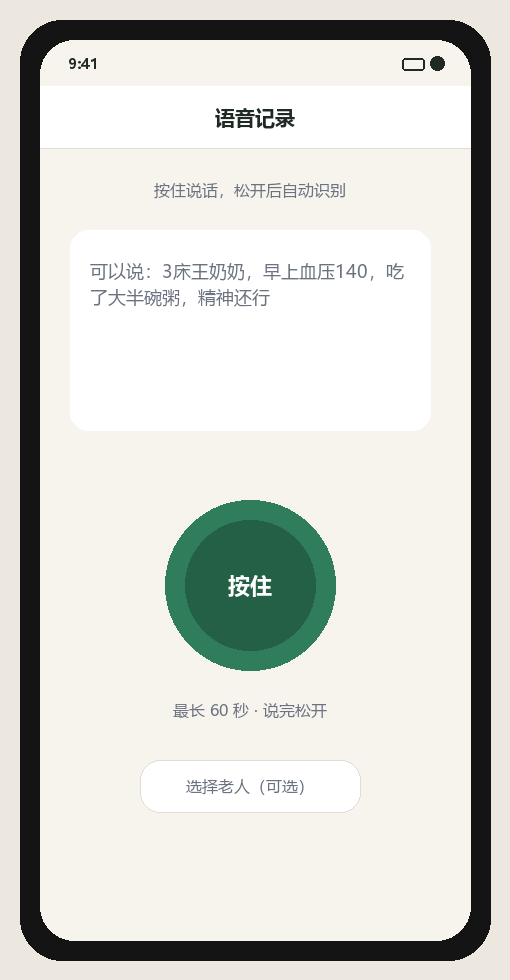 9:41
语音记录
按住说话，松开后自动识别
可以说：3床王奶奶，早上血压140，吃
了大半碗粥，精神还行
按住
最长 60 秒 · 说完松开
选择老人（可选）